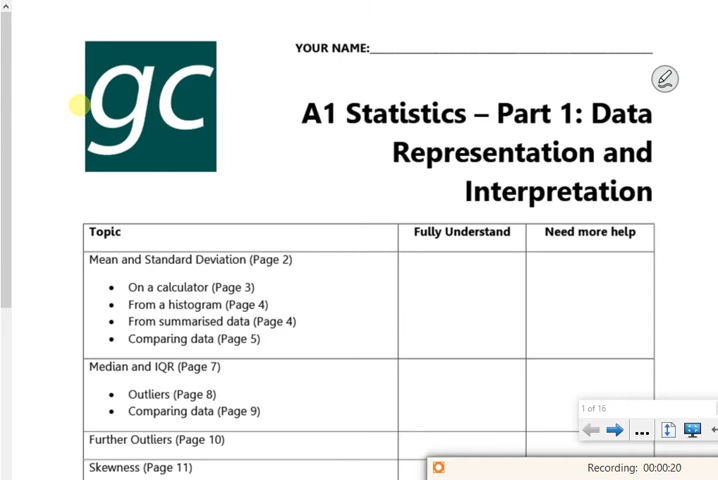 gc
YOUR NAME:
A1 Statistics – Part 1: Data
Representation and
Interpretation
Topic
Fully Understand
Need more help
Mean and Standard Deviation (Page 2)
• On a calculator (Page 3)
• From a histogram (Page 4)
• From summarised data (Page 4)
• Comparing data (Page 5)
Median and IQR (Page 7)
• Outliers (Page 8)
• Comparing data (Page 9)
Further Outliers (Page 10)
Skewness (Page 11)
1 of 16
...
Recording: 00:00:20